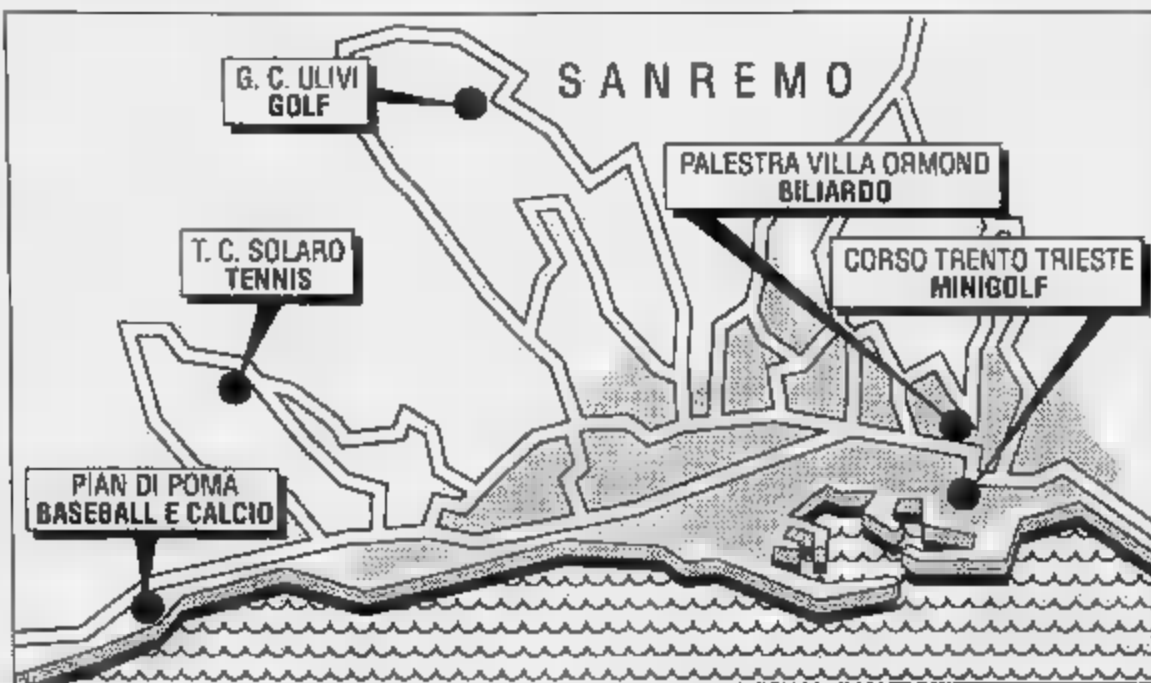 SANREMO
G. C. ULIVI
GOLF
PALESTRA VILLA ORMOND
BILIARDO
T. C. SOLARO
TENNIS
CORSO TRENTO TRIESTE
MINIGOLF
PIAN DI POMA
BASEBALL E CALCIO